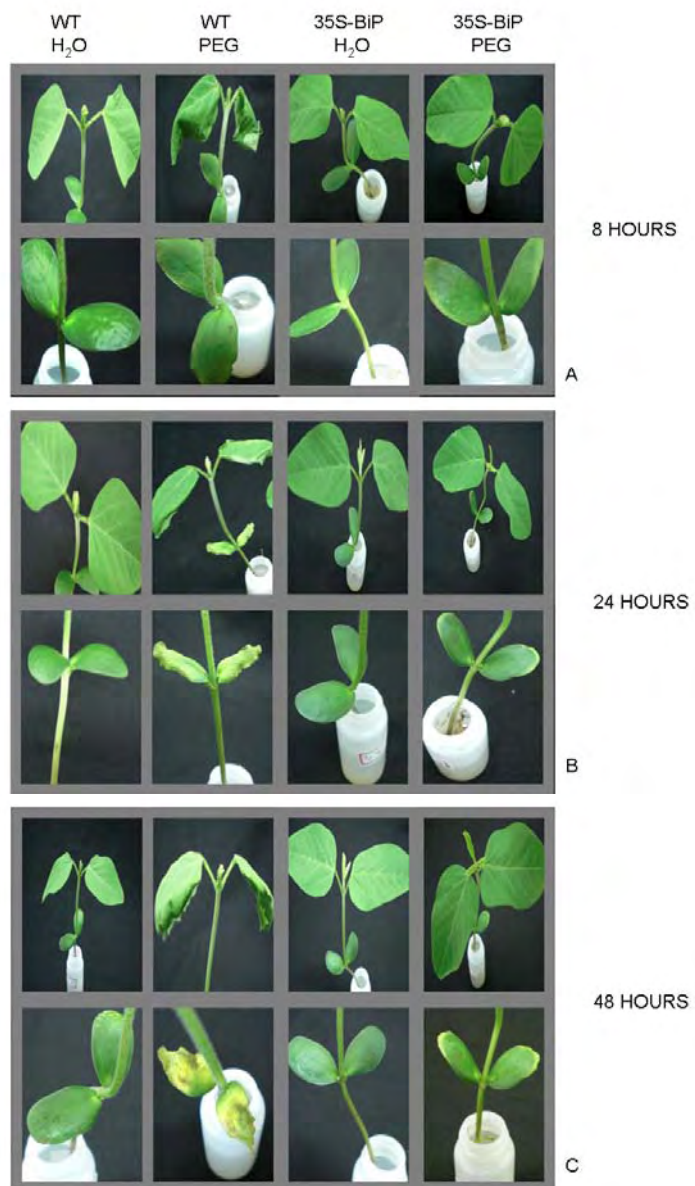 WT
H₂O
WT
PEG
35S-BiP
H₂O
35S-BiP
PEG
8 HOURS
A
24 HOURS
B
48 HOURS
C